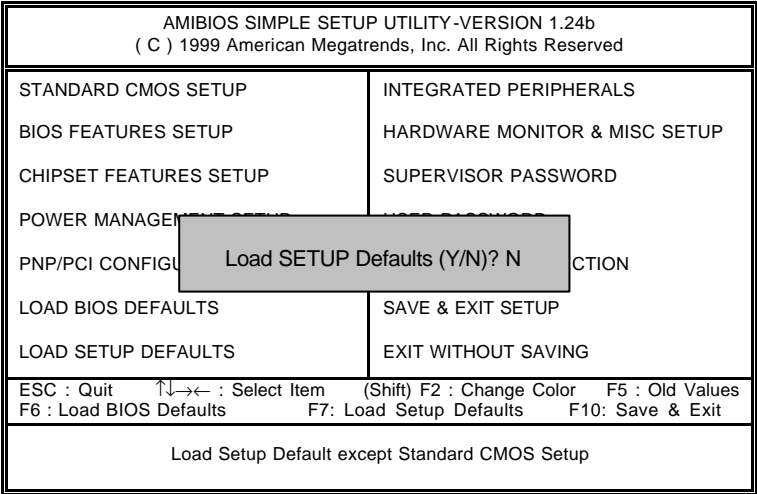 AMIBIOS SIMPLE SETUP UTILITY-VERSION 1.24b
( C ) 1999 American Megatrends, Inc. All Rights Reserved
STANDARD CMOS SETUP
BIOS FEATURES SETUP
CHIPSET FEATURES SETUP
POWER MANAGEMENT SETUP
PNP/PCI CONFIGU
LOAD BIOS DEFAULTS
LOAD SETUP DEFAULTS
INTEGRATED PERIPHERALS
HARDWARE MONITOR & MISC SETUP
SUPERVISOR PASSWORD
USER PASSWORD
CTION
SAVE & EXIT SETUP
EXIT WITHOUT SAVING
Load SETUP Defaults (Y/N)? N
ESC : Quit ↑↓→← : Select Item (Shift) F2 : Change Color F5 : Old Values
F6 : Load BIOS Defaults F7: Load Setup Defaults F10: Save & Exit
Load Setup Default except Standard CMOS Setup